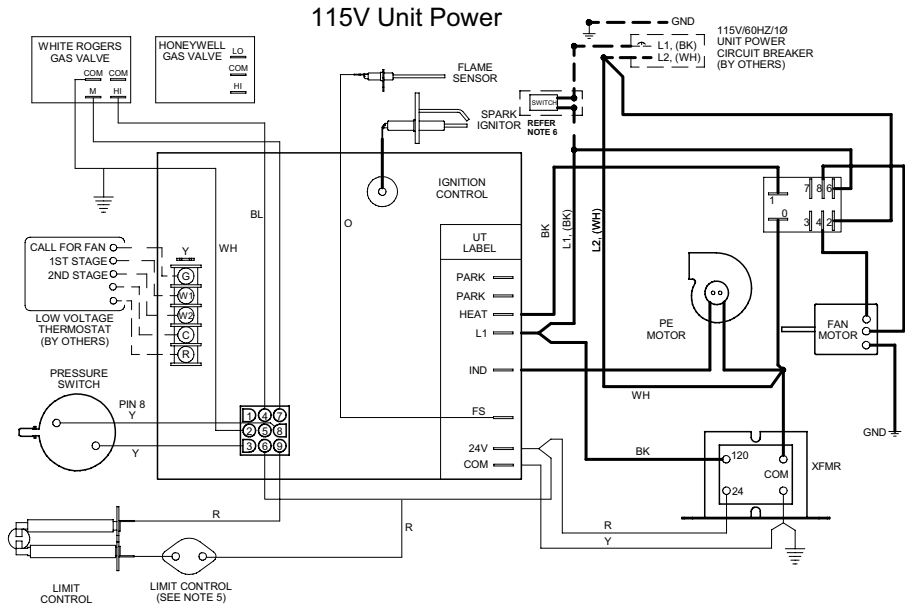 115V Unit Power
GND
L1, (BK)
L2, (WH)
115V/60HZ/1Ø
UNIT POWER
CIRCUIT BREAKER
(BY OTHERS)
WHITE ROGERS
GAS VALVE
COM COM
M HI
HONEYWELL
GAS VALVE
LO
COM
HI
FLAME
SENSOR
SWITCH
REFER
NOTE 6
SPARK
IGNITOR
IGNITION
CONTROL
BL
WH
O
BK
L1, (BK)
L2, (WH)
1
0
7 8 6
3 4 2
UT
LABEL
PARK
PARK
HEAT
L1
IND
FS
24V
COM
CALL FOR FAN
1ST STAGE
2ND STAGE
LOW VOLTAGE
THERMOSTAT
(BY OTHERS)
Y
G
W1
W2
C
R
PE
MOTOR
FAN
MOTOR
GND
WH
PRESSURE
SWITCH
PIN 8
Y
Y
1 4 7
2 5 8
3 6 9
BK
120
COM
24
XFMR
R
Y
R
R
LIMIT
CONTROL
LIMIT CONTROL
(SEE NOTE 5)